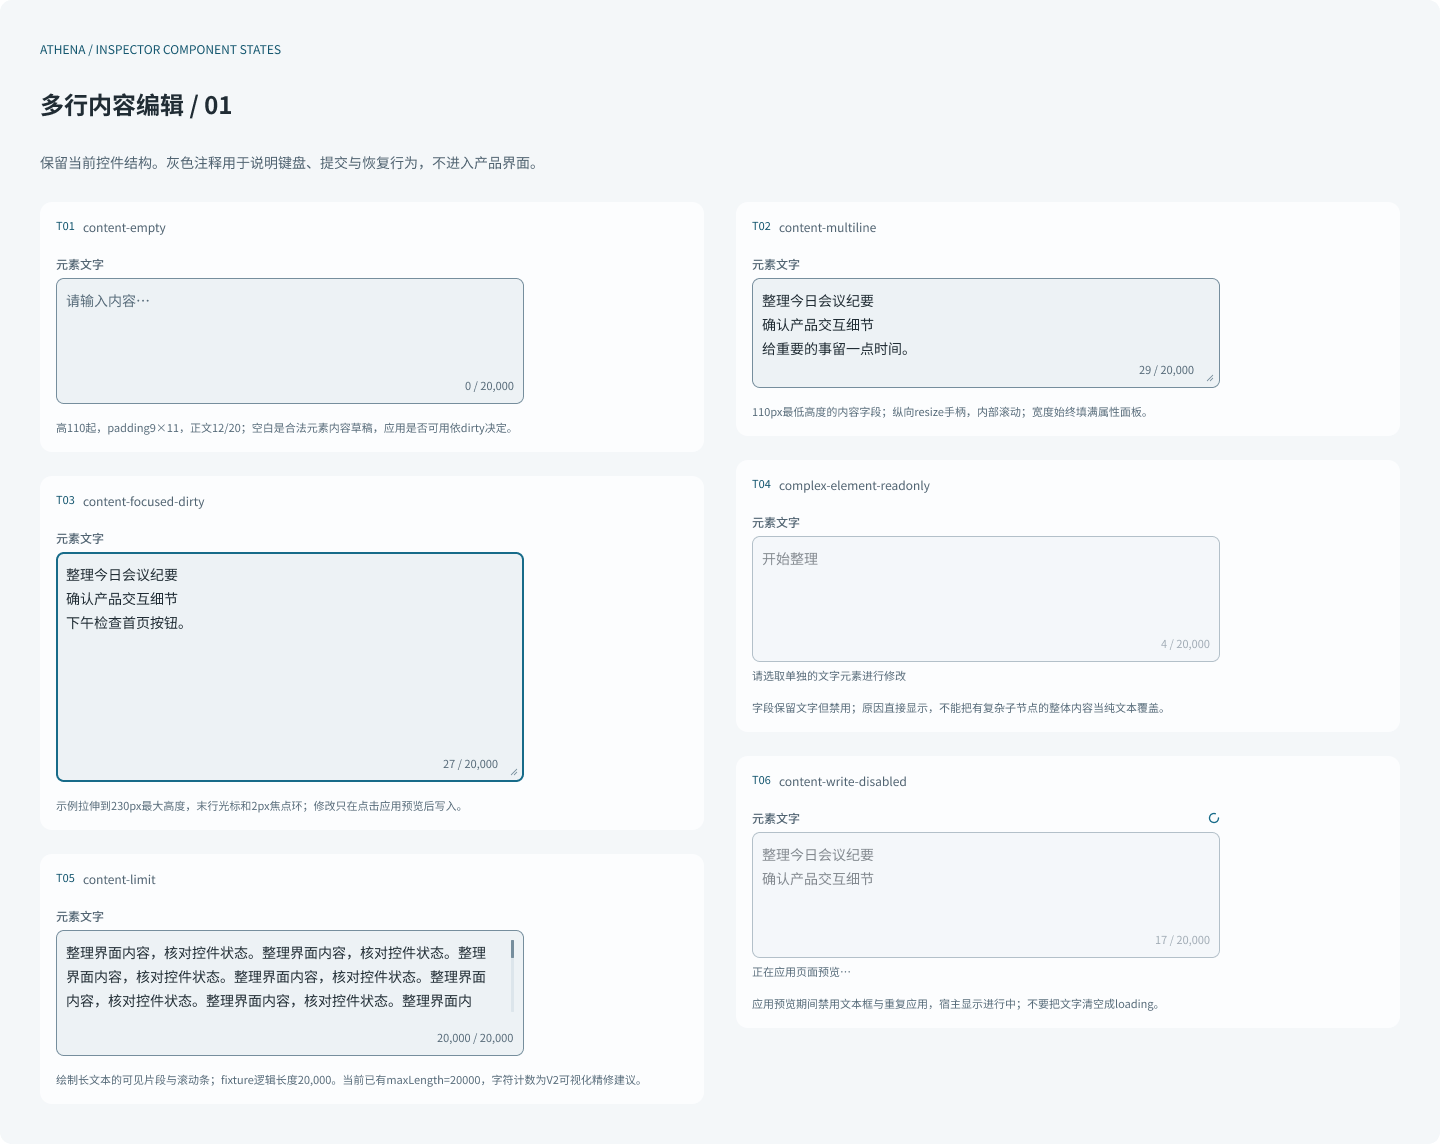 ATHENA / INSPECTOR COMPONENT STATES
多行内容编辑 / 01
保留当前控件结构。灰色注释用于说明键盘、提交与恢复行为，不进入产品界面。
T01 content-empty
元素文字
请输入内容…
0 / 20,000
高110起，padding9×11，正文12/20；空白是合法元素内容草稿，应用是否可用依dirty决定。
T02 content-multiline
元素文字
整理今日会议纪要
确认产品交互细节
给重要的事留一点时间。
29 / 20,000
110px最低高度的内容字段；纵向resize手柄，内部滚动；宽度始终填满属性面板。
T03 content-focused-dirty
元素文字
整理今日会议纪要
确认产品交互细节
下午检查首页按钮。
27 / 20,000
示例拉伸到230px最大高度，末行光标和2px焦点环；修改只在点击应用预览后写入。
T04 complex-element-readonly
元素文字
开始整理
4 / 20,000
请选取单独的文字元素进行修改
字段保留文字但禁用；原因直接显示，不能把有复杂子节点的整体内容当纯文本覆盖。
T05 content-limit
元素文字
整理界面内容，核对控件状态。整理界面内容，核对控件状态。整理
界面内容，核对控件状态。整理界面内容，核对控件状态。整理界面
内容，核对控件状态。整理界面内容，核对控件状态。整理界面内
20,000 / 20,000
绘制长文本的可见片段与滚动条；fixture逻辑长度20,000。当前已有maxLength=20000，字符计数为V2可视化精修建议。
T06 content-write-disabled
元素文字
整理今日会议纪要
确认产品交互细节
17 / 20,000
正在应用页面预览…
应用预览期间禁用文本框与重复应用，宿主显示进行中；不要把文字清空成loading。